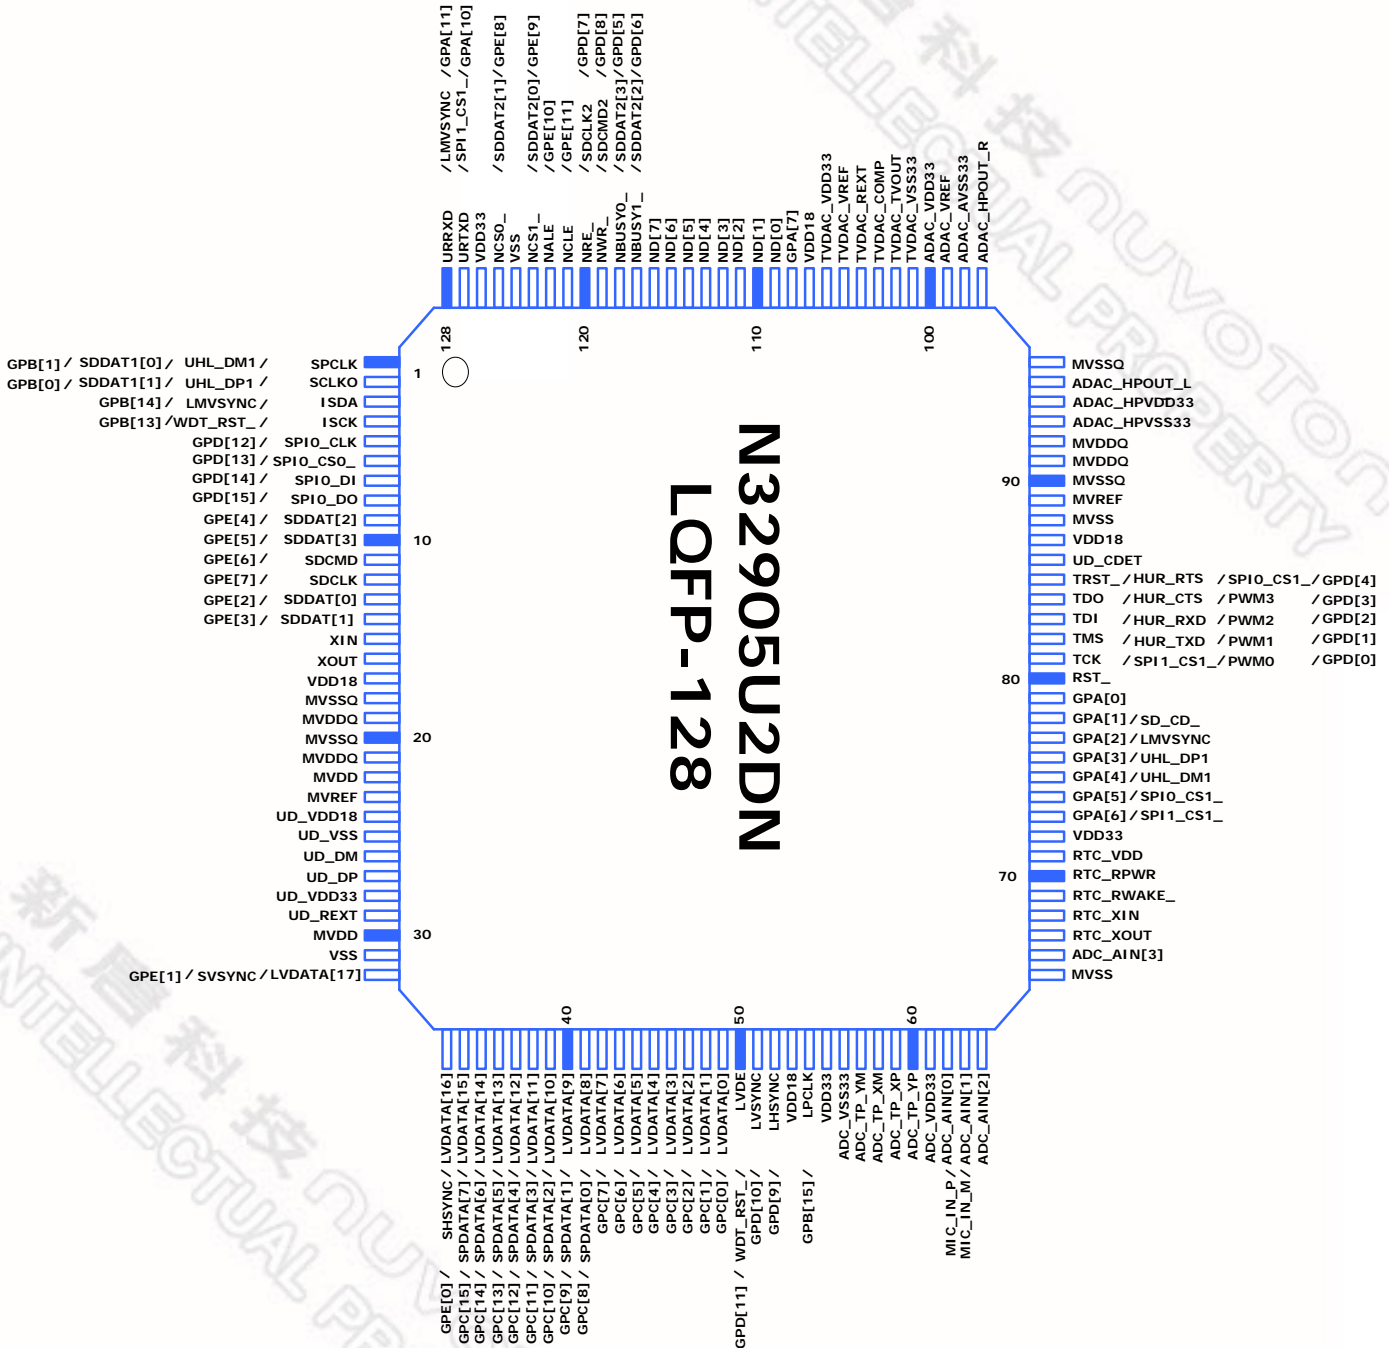 URRXD /LMVSYNC /GPA[11]
URTXD /SPI1_CS1_/GPA[10]
VDD33
NCS0_ /SDDAT2[1]/GPE[8]
VSS
NCS1_ /SDDAT2[0]/GPE[9]
NALE /GPE[10]
NCLE /GPE[11]
NRE_ /SDCLK2 /GPD[7]
NWR_ /SDCMD2 /GPD[8]
NBUSY0_ /SDDAT2[3]/GPD[5]
NBUSY1_ /SDDAT2[2]/GPD[6]
ND[7]
ND[6]
ND[5]
ND[4]
ND[3]
ND[2]
ND[1]
ND[0]
GPA[7]
VDD18
TVDAC_VDD33
TVDAC_VREF
TVDAC_REXT
TVDAC_COMP
TVDAC_TVOUT
TVDAC_VSS33
ADAC_VDD33
ADAC_VREF
ADAC_AVSS33
ADAC_HPOUT_R
128
120
110
100
GPB[1] / SDDAT1[0] / UHL_DM1 / SPCLK
1
GPB[0] / SDDAT1[1] / UHL_DP1 / SCLKO
GPB[14] / LMVSYNC / ISDA
GPB[13] /WDT_RST_ / ISCK
GPD[12] / SPI0_CLK
GPD[13] / SPI0_CS0_
GPD[14] / SPI0_DI
GPD[15] / SPI0_DO
GPE[4] / SDDAT[2]
GPE[5] / SDDAT[3]
10
GPE[6] / SDCMD
GPE[7] / SDCLK
GPE[2] / SDDAT[0]
GPE[3] / SDDAT[1]
XIN
XOUT
VDD18
MVSSQ
MVDDQ
MVSSQ
20
MVDDQ
MVDD
MVREF
UD_VDD18
UD_VSS
UD_DM
UD_DP
UD_VDD33
UD_REXT
MVDD
30
VSS
GPE[1] / SVSYNC / LVDATA[17]
N32905U2DN
LQFP-128
MVSSQ
ADAC_HPOUT_L
ADAC_HPVDD33
ADAC_HPVSS33
MVDDQ
MVDDQ
90
MVSSQ
MVREF
MVSS
VDD18
UD_CDET
TRST_ / HUR_RTS / SPI0_CS1_ / GPD[4]
TDO / HUR_CTS / PWM3 / GPD[3]
TDI / HUR_RXD / PWM2 / GPD[2]
TMS / HUR_TXD / PWM1 / GPD[1]
TCK / SPI1_CS1_ / PWM0 / GPD[0]
80
RST_
GPA[0]
GPA[1] / SD_CD_
GPA[2] / LMVSYNC
GPA[3] / UHL_DP1
GPA[4] / UHL_DM1
GPA[5] / SPI0_CS1_
GPA[6] / SPI1_CS1_
VDD33
RTC_VDD
70
RTC_RPWR
RTC_RWAKE_
RTC_XIN
RTC_XOUT
ADC_AIN[3]
MVSS
40
50
60
GPE[0] / SHSYNC / LVDATA[16]
GPC[15] / SPDATA[7] / LVDATA[15]
GPC[14] / SPDATA[6] / LVDATA[14]
GPC[13] / SPDATA[5] / LVDATA[13]
GPC[12] / SPDATA[4] / LVDATA[12]
GPC[11] / SPDATA[3] / LVDATA[11]
GPC[10] / SPDATA[2] / LVDATA[10]
GPC[9] / SPDATA[1] / LVDATA[9]
GPC[8] / SPDATA[0] / LVDATA[8]
GPC[7] / LVDATA[7]
GPC[6] / LVDATA[6]
GPC[5] / LVDATA[5]
GPC[4] / LVDATA[4]
GPC[3] / LVDATA[3]
GPC[2] / LVDATA[2]
GPC[1] / LVDATA[1]
GPC[0] / LVDATA[0]
GPD[11] / WDT_RST_ / LVDE
GPD[10] / LVSYNC
GPD[9] / LHSYNC
VDD18
GPB[15] / LPCLK
VDD33
ADC_VSS33
ADC_TP_YM
ADC_TP_XM
ADC_TP_XP
ADC_TP_YP
ADC_VDD33
MIC_IN_P / ADC_AIN[0]
MIC_IN_M / ADC_AIN[1]
ADC_AIN[2]
唐科技 nuvoton
INTELLECTUAL PROPERTY
新唐科技 nuvo
INTELLECTUAL PR